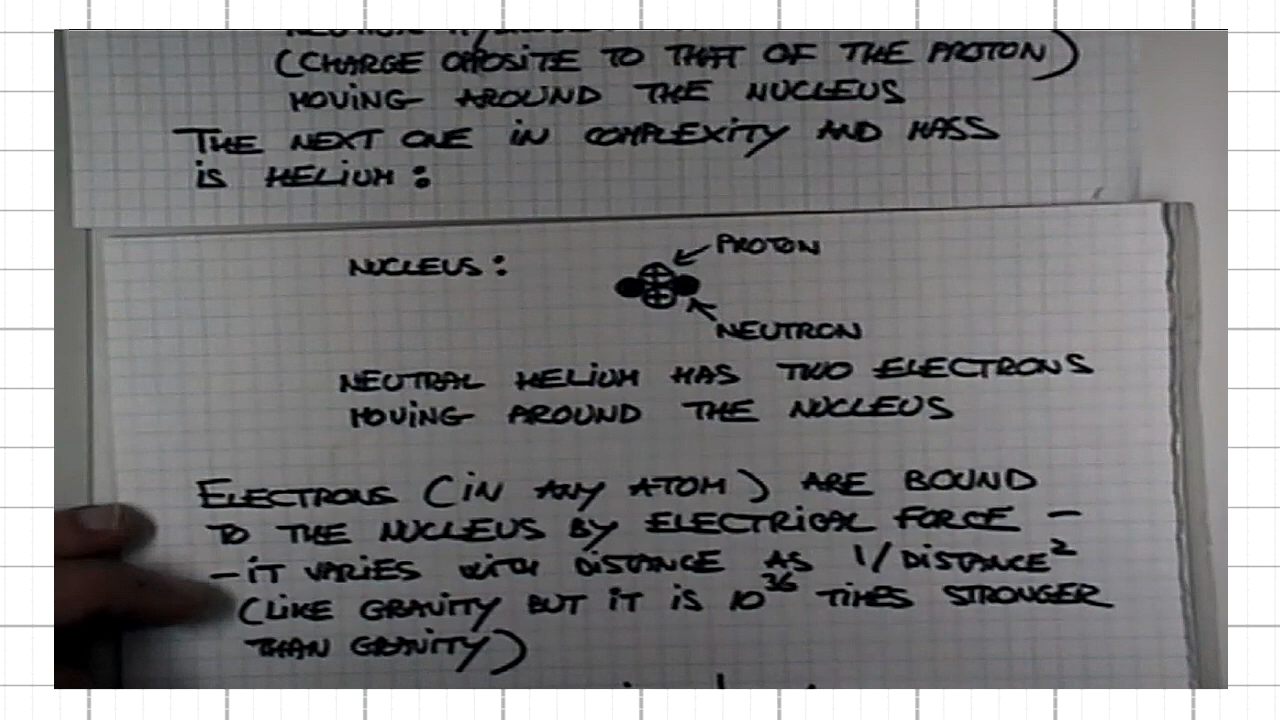 (CHARGE OPPOSITE TO THAT OF THE PROTON)
MOVING AROUND THE NUCLEUS
THE NEXT ONE IN COMPLEXITY AND MASS
IS HELIUM:
NUCLEUS:
PROTON
NEUTRON
NEUTRAL HELIUM HAS TWO ELECTRONS
MOVING AROUND THE NUCLEUS
ELECTRONS (IN ANY ATOM) ARE BOUND
TO THE NUCLEUS BY ELECTRICAL FORCE –
– IT VARIES WITH DISTANCE AS 1/DISTANCE²
(LIKE GRAVITY BUT IT IS 10³⁶ TIMES STRONGER
THAN GRAVITY)